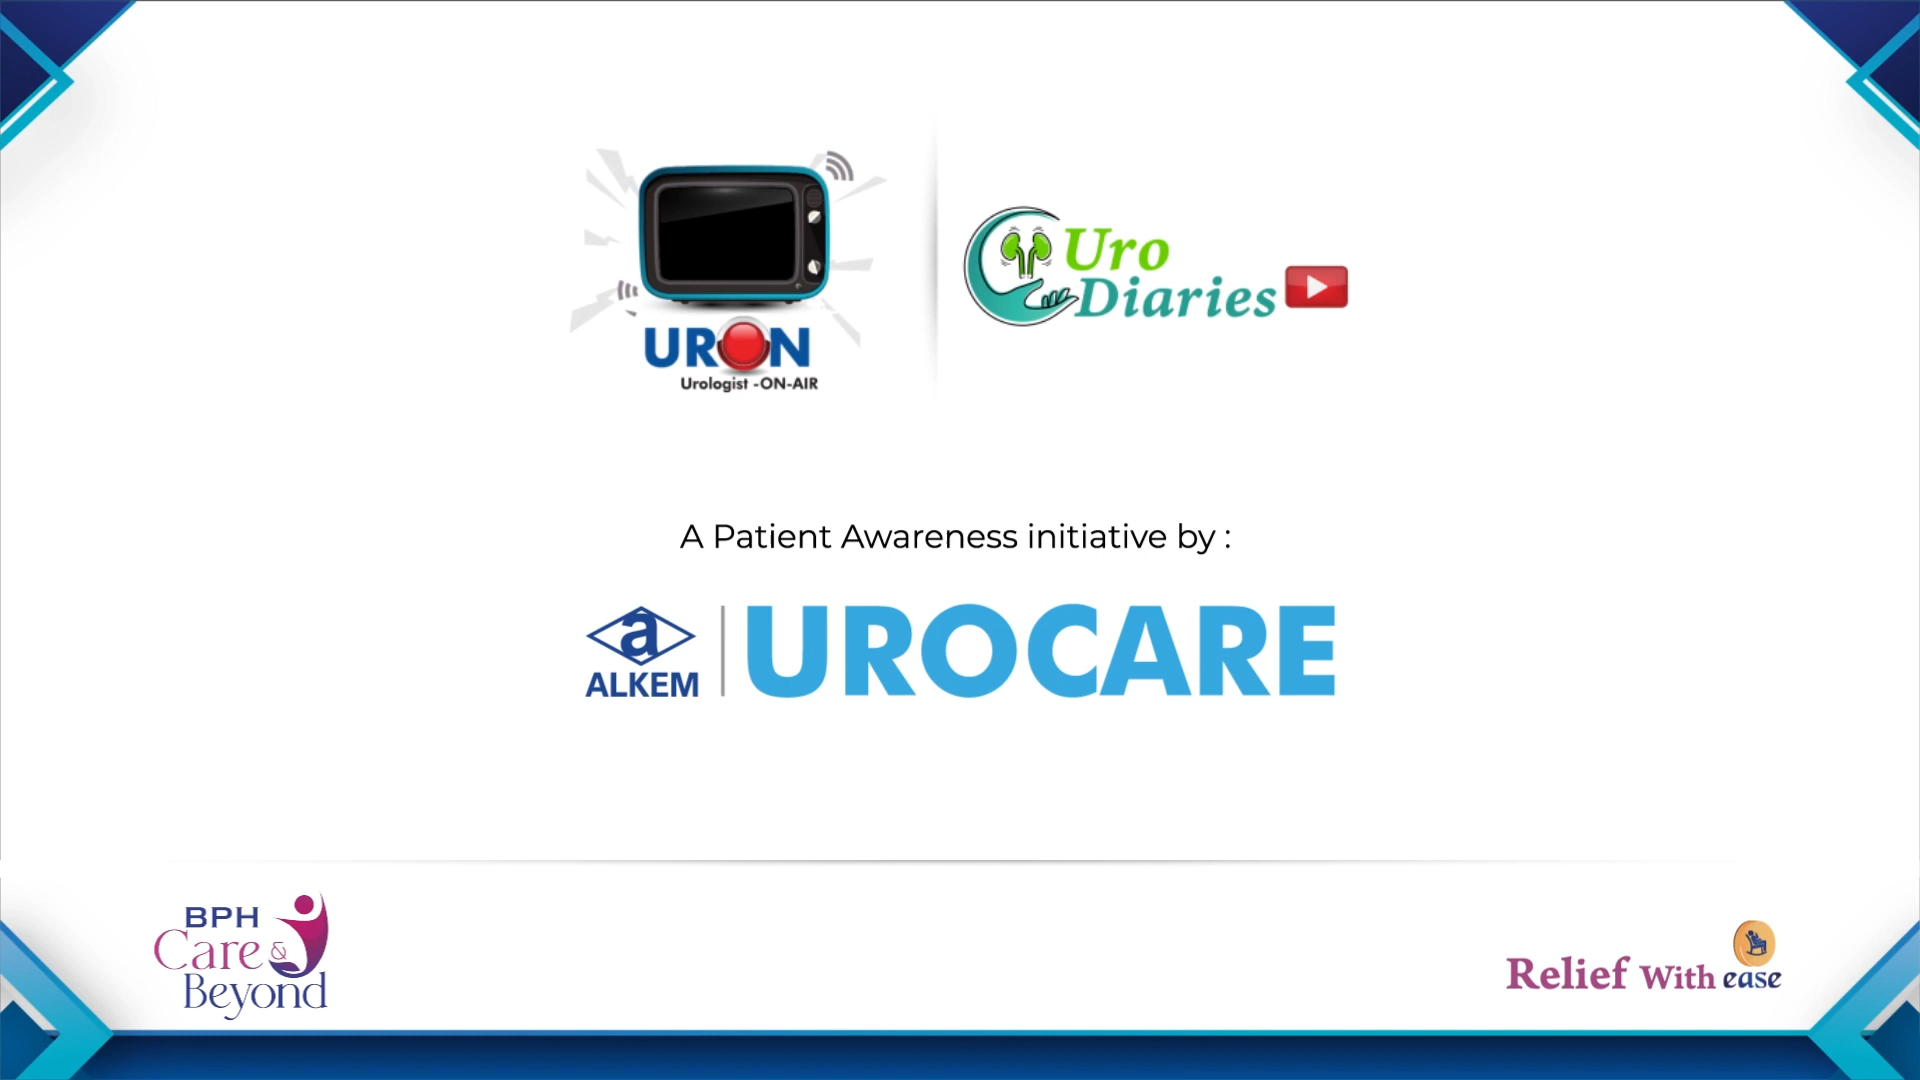 URON
Urologist -ON-AIR
Uro
Diaries
A Patient Awareness initiative by :
a
ALKEM
UROCARE
BPH
Care &
Beyond
Relief With ease